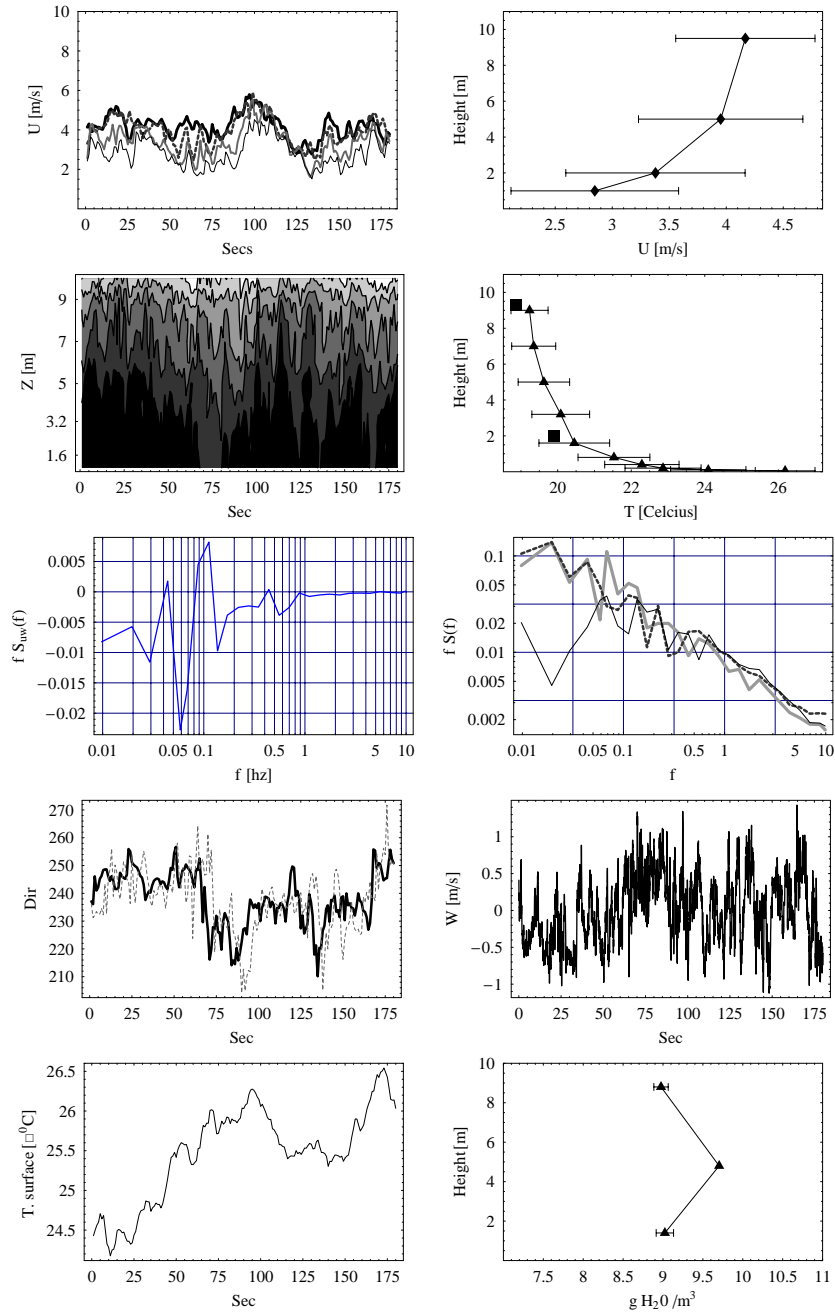 10
8
6
4
2
U [m/s]
0 25 50 75 100 125 150 175
Secs
10
8
6
4
2
Height [m]
2.5 3 3.5 4 4.5
U [m/s]
9
7
5
3.2
1.6
Z [m]
0 25 50 75 100 125 150 175
Sec
10
8
6
4
2
Height [m]
20 22 24 26
T [Celcius]
0.005
0
−0.005
−0.01
−0.015
−0.02
f Suw(f)
0.01 0.05 0.1 0.5 1 5 10
f [hz]
0.1
0.05
0.02
0.01
0.005
0.002
f S(f)
0.01 0.05 0.1 0.5 1 5 10
f
270
260
250
240
230
220
210
Dir
0 25 50 75 100 125 150 175
Sec
1
0.5
0
−0.5
−1
W [m/s]
0 25 50 75 100 125 150 175
Sec
26.5
26
25.5
25
24.5
T. surface [□⁰C]
0 25 50 75 100 125 150 175
Sec
10
8
6
4
2
Height [m]
7.5 8 8.5 9 9.5 10 10.5 11
g H₂0 /m³